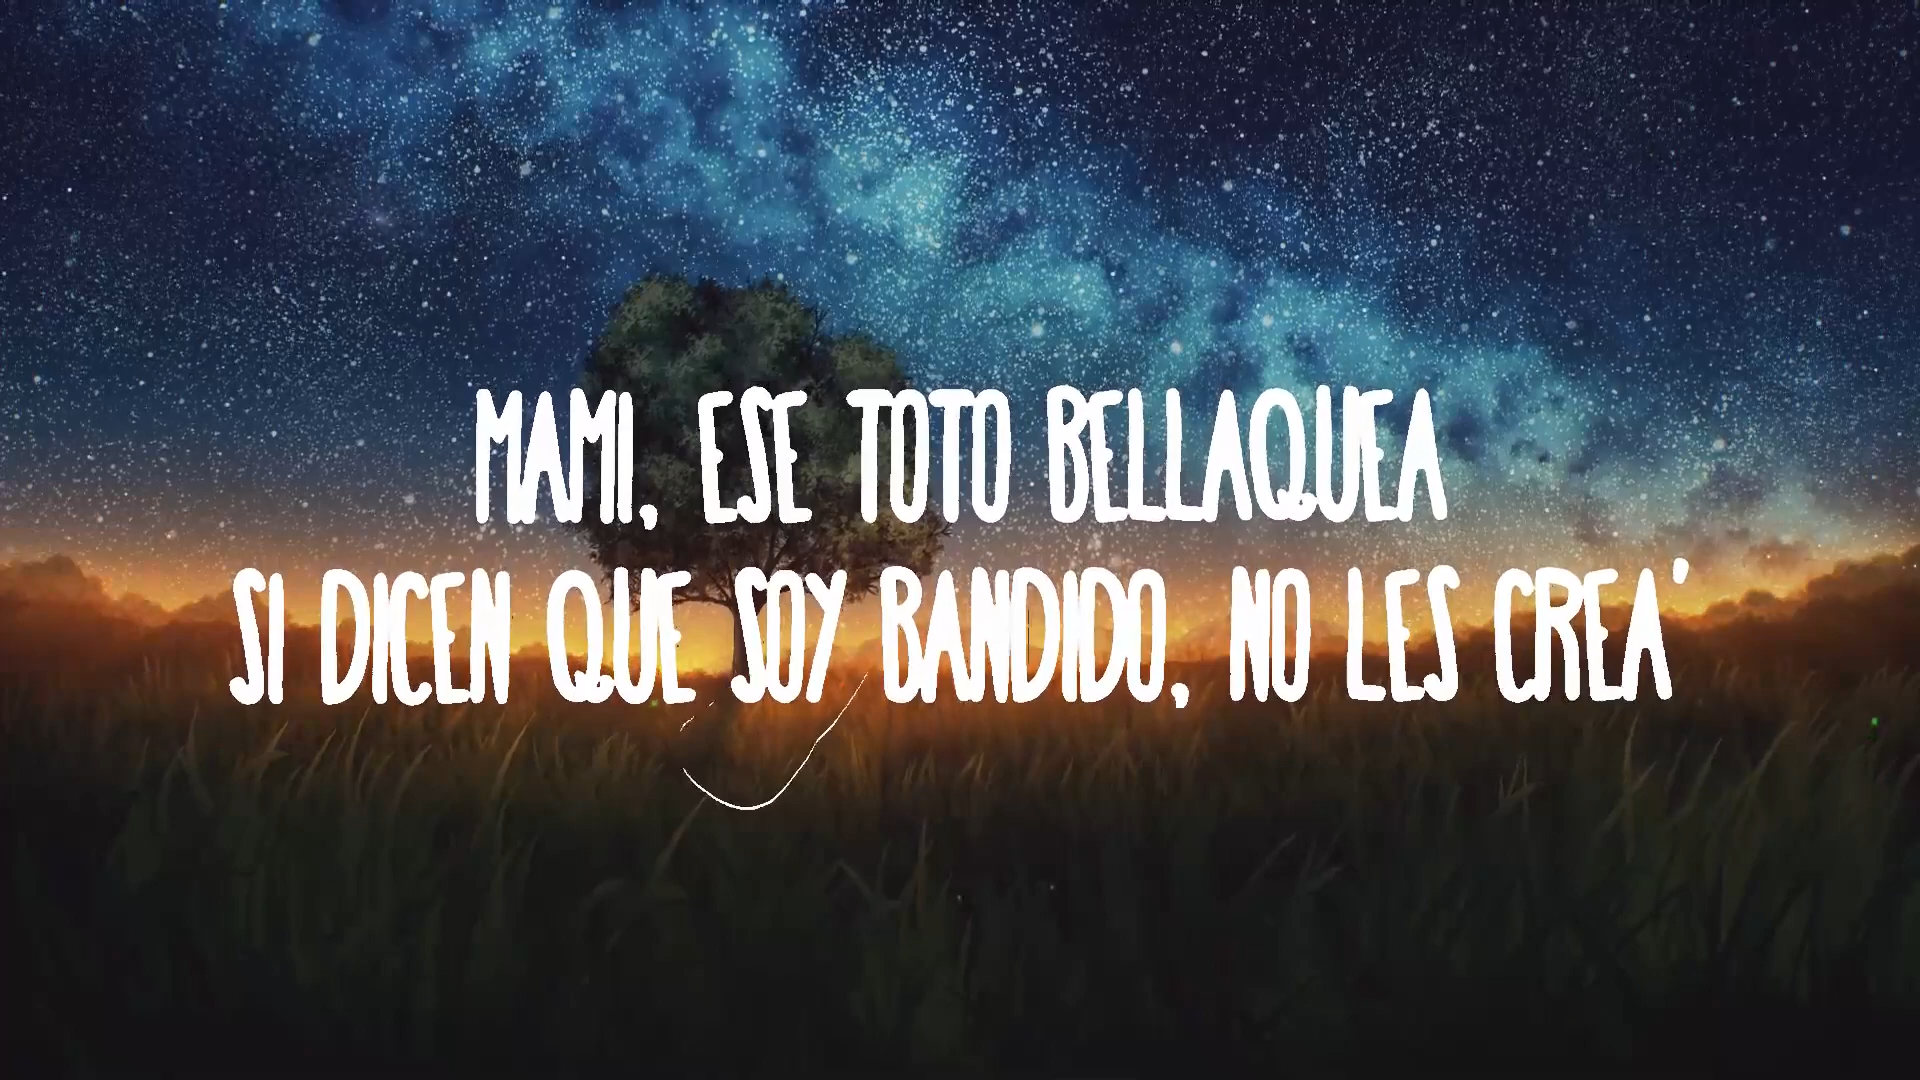 MAMI, ESE TOTO BELLAQUEA
SI DICEN QUE SOY BANDIDO, NO LES CREA'